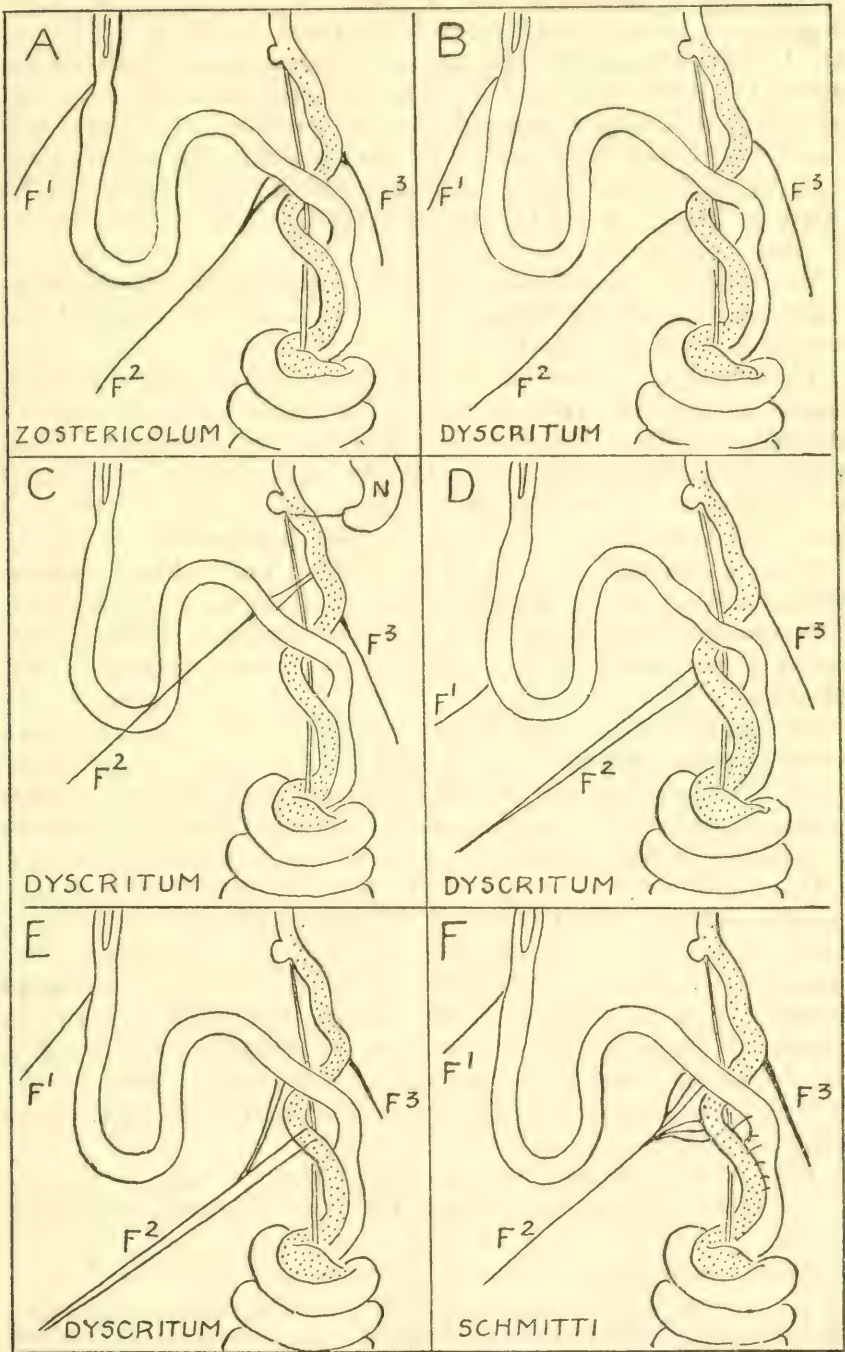 A
F¹
F³
F²
ZOSTERICOLUM
B
F¹
F³
F²
DYSCRITUM
C
N
F³
F²
DYSCRITUM
D
F³
F¹
F²
DYSCRITUM
E
F¹
F³
F²
DYSCRITUM
F
F¹
F³
F²
SCHMITTI